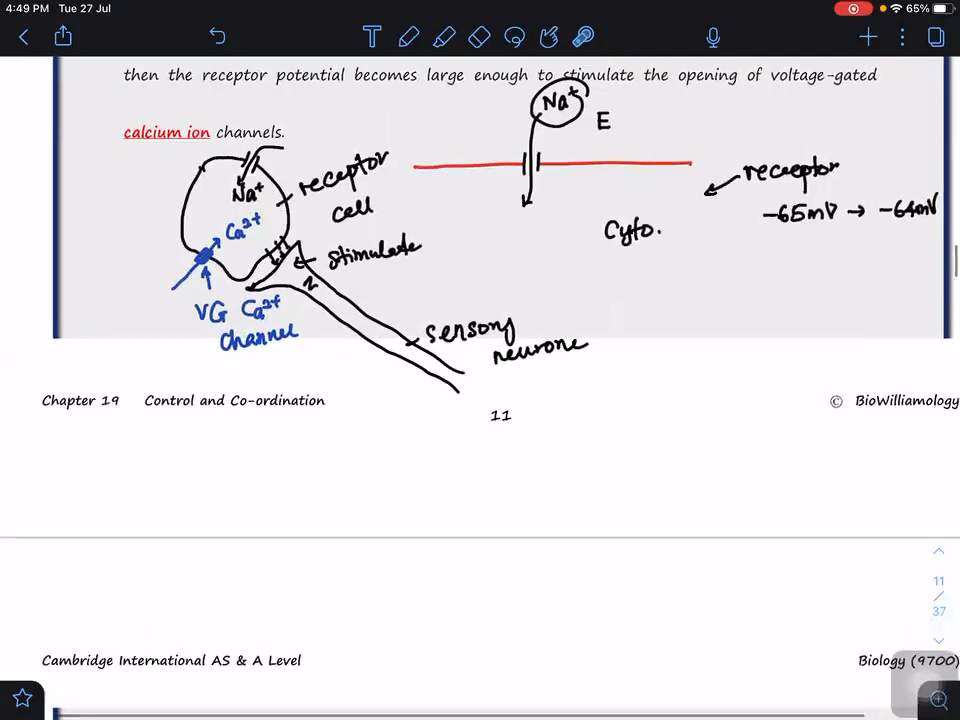 4:49 PM Tue 27 Jul
65%
then the receptor potential becomes large enough to stimulate the opening of voltage-gated
calcium ion channels.
Na+
E
receptor
-65mV → -64mV
Cyto.
Na+
receptor
cell
Ca2+
stimulate
VG Ca2+
channel
sensory
neurone
Chapter 19 Control and Co-ordination
11
© BioWilliamology
11
/
37
Cambridge International AS & A Level
Biology (9700)